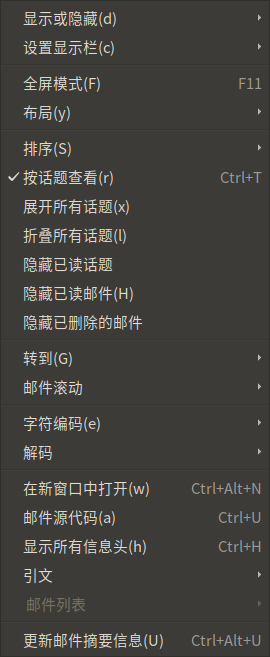 显示或隐藏(d)
设置显示栏(c)
全屏模式(F) F11
布局(y)
排序(S)
按话题查看(r) Ctrl+T
展开所有话题(x)
折叠所有话题(l)
隐藏已读话题
隐藏已读邮件(H)
隐藏已删除的邮件
转到(G)
邮件滚动
字符编码(e)
解码
在新窗口中打开(w) Ctrl+Alt+N
邮件源代码(a) Ctrl+U
显示所有信息头(h) Ctrl+H
引文
邮件列表
更新邮件摘要信息(U) Ctrl+Alt+U